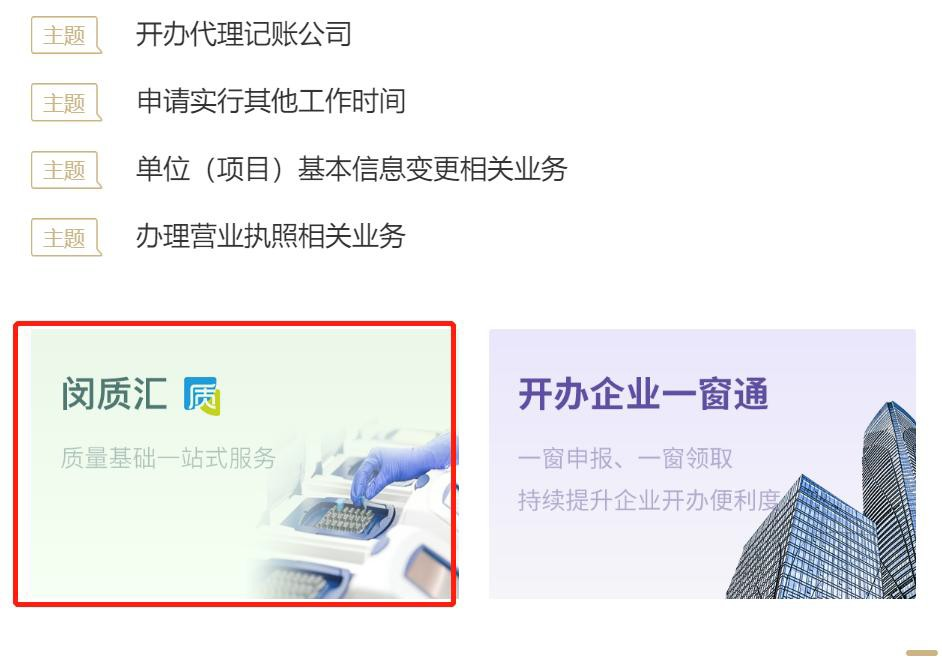 主题 开办代理记账公司
主题 申请实行其他工作时间
主题 单位（项目）基本信息变更相关业务
主题 办理营业执照相关业务
闵质汇 质
质量基础一站式服务
开办企业一窗通
一窗申报、一窗领取
持续提升企业开办便利度